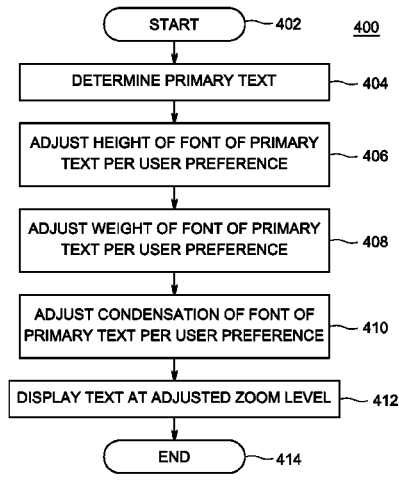 START
402
400
DETERMINE PRIMARY TEXT
404
ADJUST HEIGHT OF FONT OF PRIMARY
TEXT PER USER PREFERENCE
406
ADJUST WEIGHT OF FONT OF PRIMARY
TEXT PER USER PREFERENCE
408
ADJUST CONDENSATION OF FONT OF
PRIMARY TEXT PER USER PREFERENCE
410
DISPLAY TEXT AT ADJUSTED ZOOM LEVEL
412
END
414